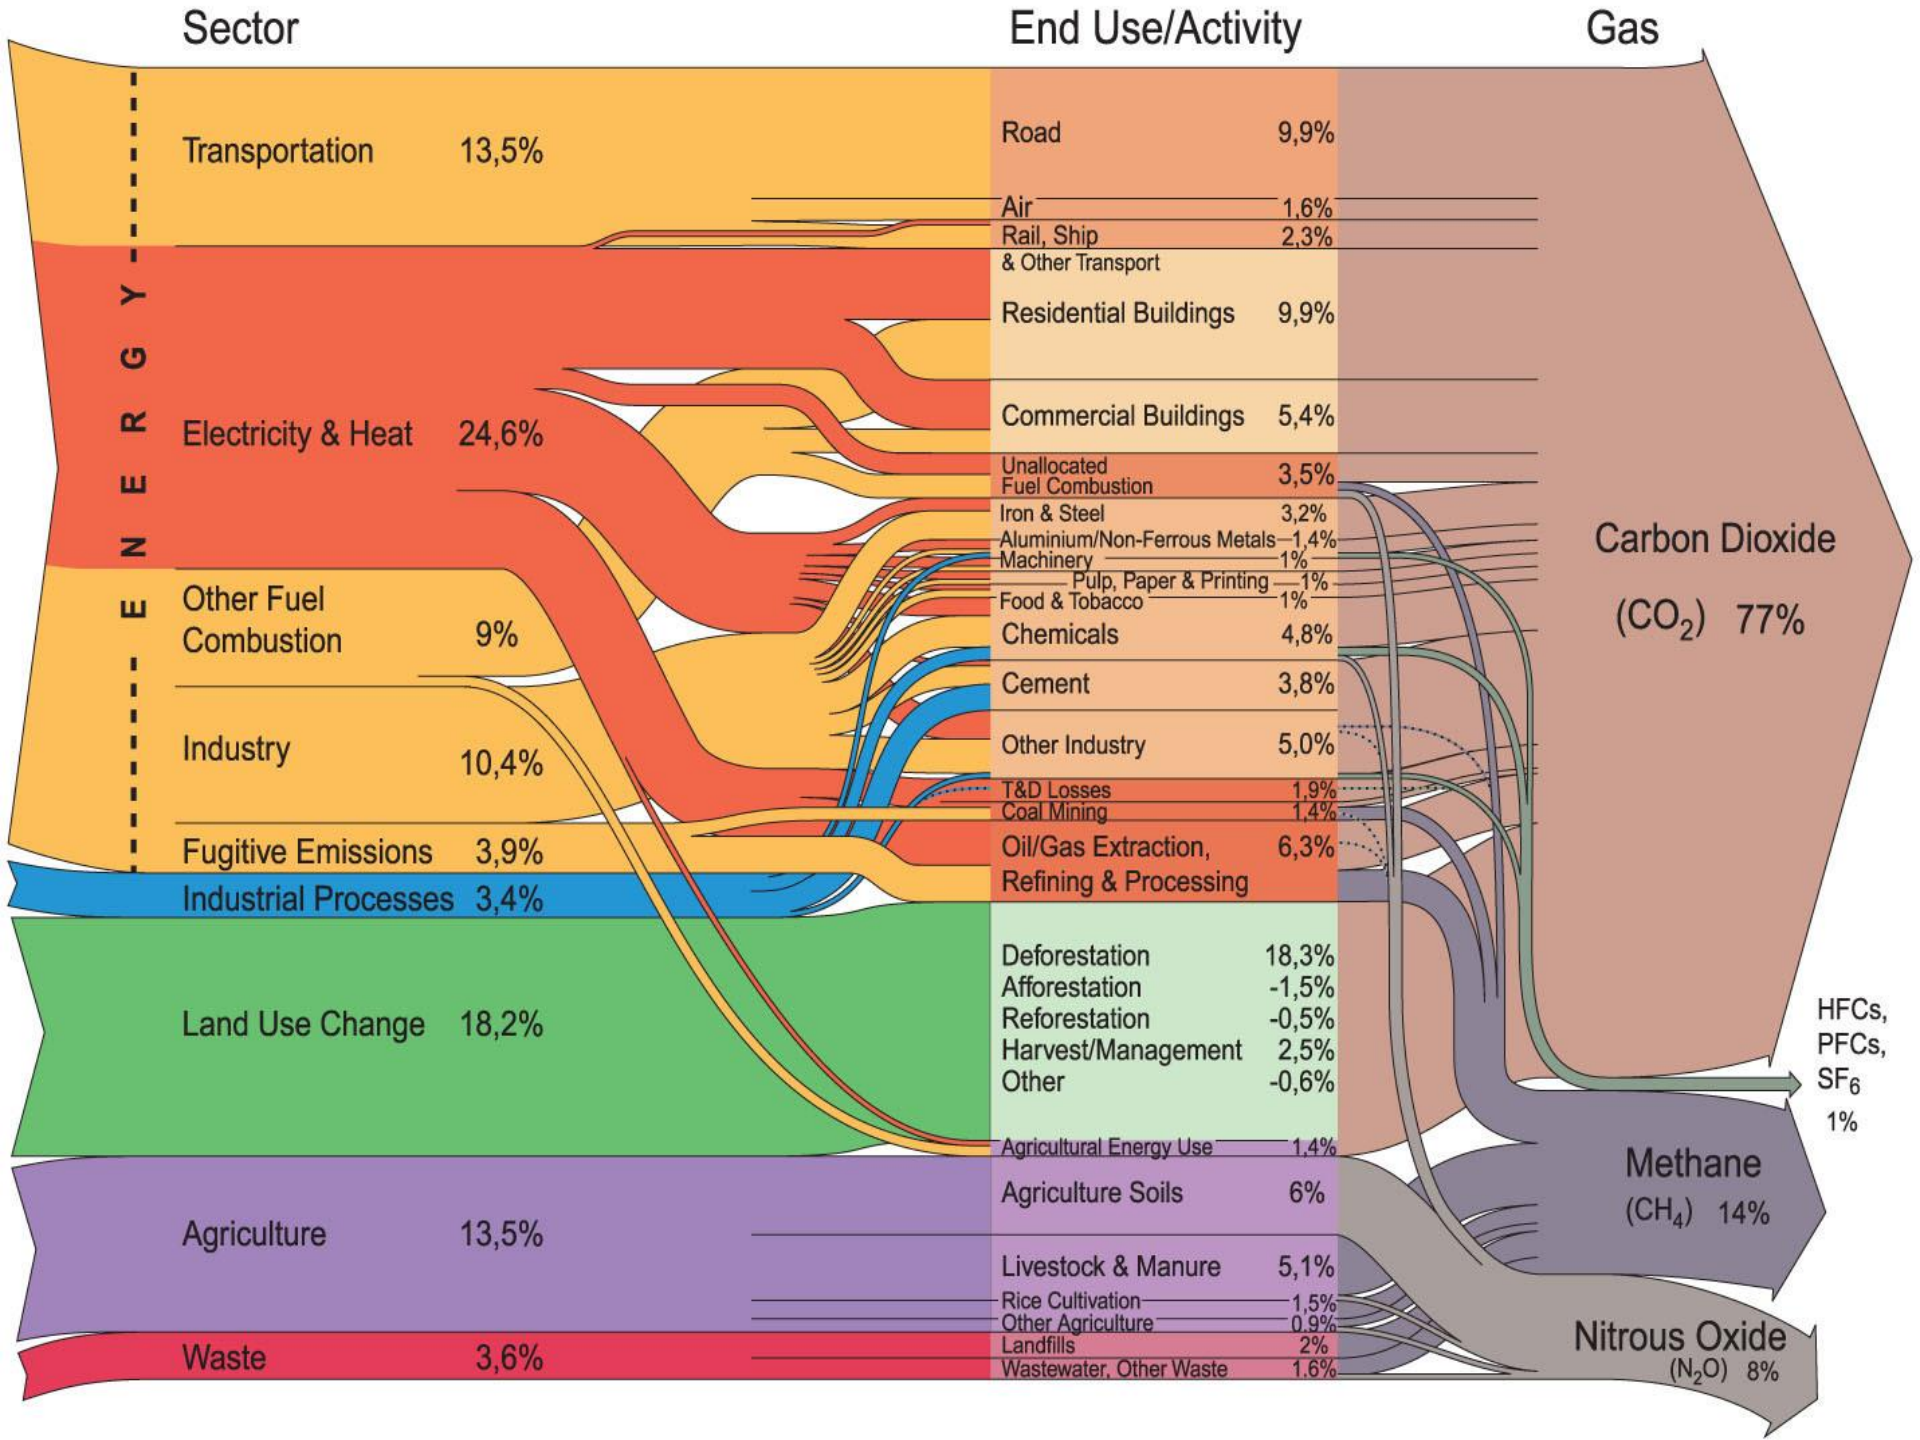 Sector
End Use/Activity
Gas
ENERGY
Transportation 13,5%
Electricity & Heat 24,6%
Other Fuel
Combustion 9%
Industry 10,4%
Fugitive Emissions 3,9%
Industrial Processes 3,4%
Land Use Change 18,2%
Agriculture 13,5%
Waste 3,6%
Road 9,9%
Air 1,6%
Rail, Ship 2,3%
& Other Transport
Residential Buildings 9,9%
Commercial Buildings 5,4%
Unallocated
Fuel Combustion 3,5%
Iron & Steel 3,2%
Aluminium/Non-Ferrous Metals 1,4%
Machinery 1%
Pulp, Paper & Printing 1%
Food & Tobacco 1%
Chemicals 4,8%
Cement 3,8%
Other Industry 5,0%
T&D Losses 1,9%
Coal Mining 1,4%
Oil/Gas Extraction, 6,3%
Refining & Processing
Deforestation 18,3%
Afforestation -1,5%
Reforestation -0,5%
Harvest/Management 2,5%
Other -0,6%
Agricultural Energy Use 1,4%
Agriculture Soils 6%
Livestock & Manure 5,1%
Rice Cultivation 1,5%
Other Agriculture 0.9%
Landfills 2%
Wastewater, Other Waste 1.6%
Carbon Dioxide
(CO₂) 77%
HFCs,
PFCs,
SF₆
1%
Methane
(CH₄) 14%
Nitrous Oxide
(N₂O) 8%